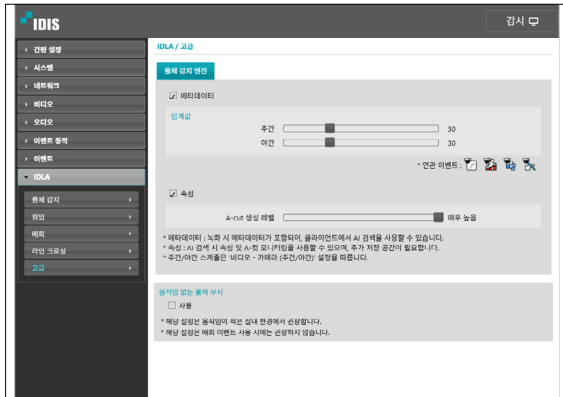 IDIS
감시
간편 설정
시스템
네트워크
비디오
오디오
이벤트 동작
이벤트
IDLA
물체 감지
침입
배회
라인 크로싱
고급
IDLA / 고급
물체 감지 엔진
메타데이터
임계값
주간 30
야간 30
* 연관 이벤트 :
속성
A-cut 생성 레벨 매우 높음
* 메타데이터 : 녹화 시 메타데이터가 포함되어, 클라이언트에서 AI 검색을 사용할 수 있습니다.
* 속성 : AI 검색 시 속성 및 A-컷 모니터링을 사용할 수 있으며, 추가 저장 공간이 필요합니다.
* 주간/야간 스케줄은 '비디오 - 카메라 (주간/야간)' 설정을 따릅니다.
움직임 없는 물체 무시
사용
* 해당 설정은 움직임이 적은 실내 환경에서 권장합니다.
* 해당 설정은 배회 이벤트 사용 시에는 권장하지 않습니다.